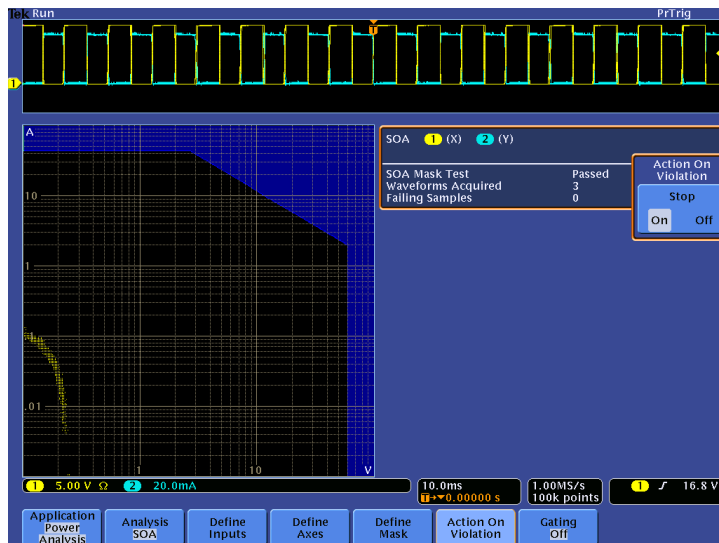 Tek Run PrTrig
T
1
A
10
1
.1
.01
1 10 V
SOA 1 (X) 2 (Y)
SOA Mask Test Passed
Waveforms Acquired 3
Failing Samples 0
Action On
Violation
Stop
On Off
1 5.00 V Ω 2 20.0mA
10.0ms
T→▼0.00000 s
1.00MS/s
100k points
1 ƒ 16.8 V
Application
Power
Analysis
Analysis
SOA
Define
Inputs
Define
Axes
Define
Mask
Action On
Violation
Gating
Off